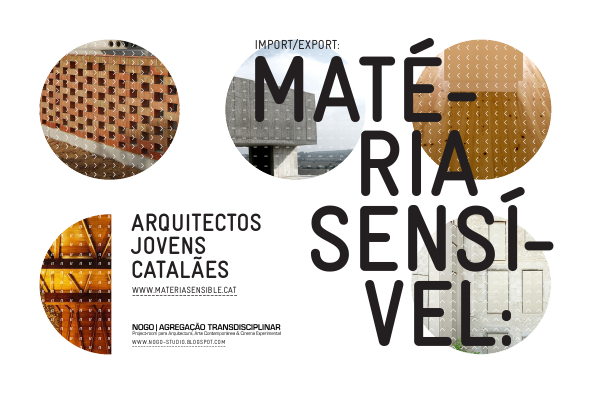 IMPORT/EXPORT:
MATÉ-
RIA
SENSÍ-
VEL:
ARQUITECTOS
JOVENS
CATALÃES
WWW.MATERIASENSIBLE.CAT
NOGO | AGREGAÇÃO TRANSDISCIPLINAR
Projecto nómada para Arquitectura, Arte Contemporânea & Cinema Experimental
WWW.NOGO-STUDIO.BLOGSPOT.COM